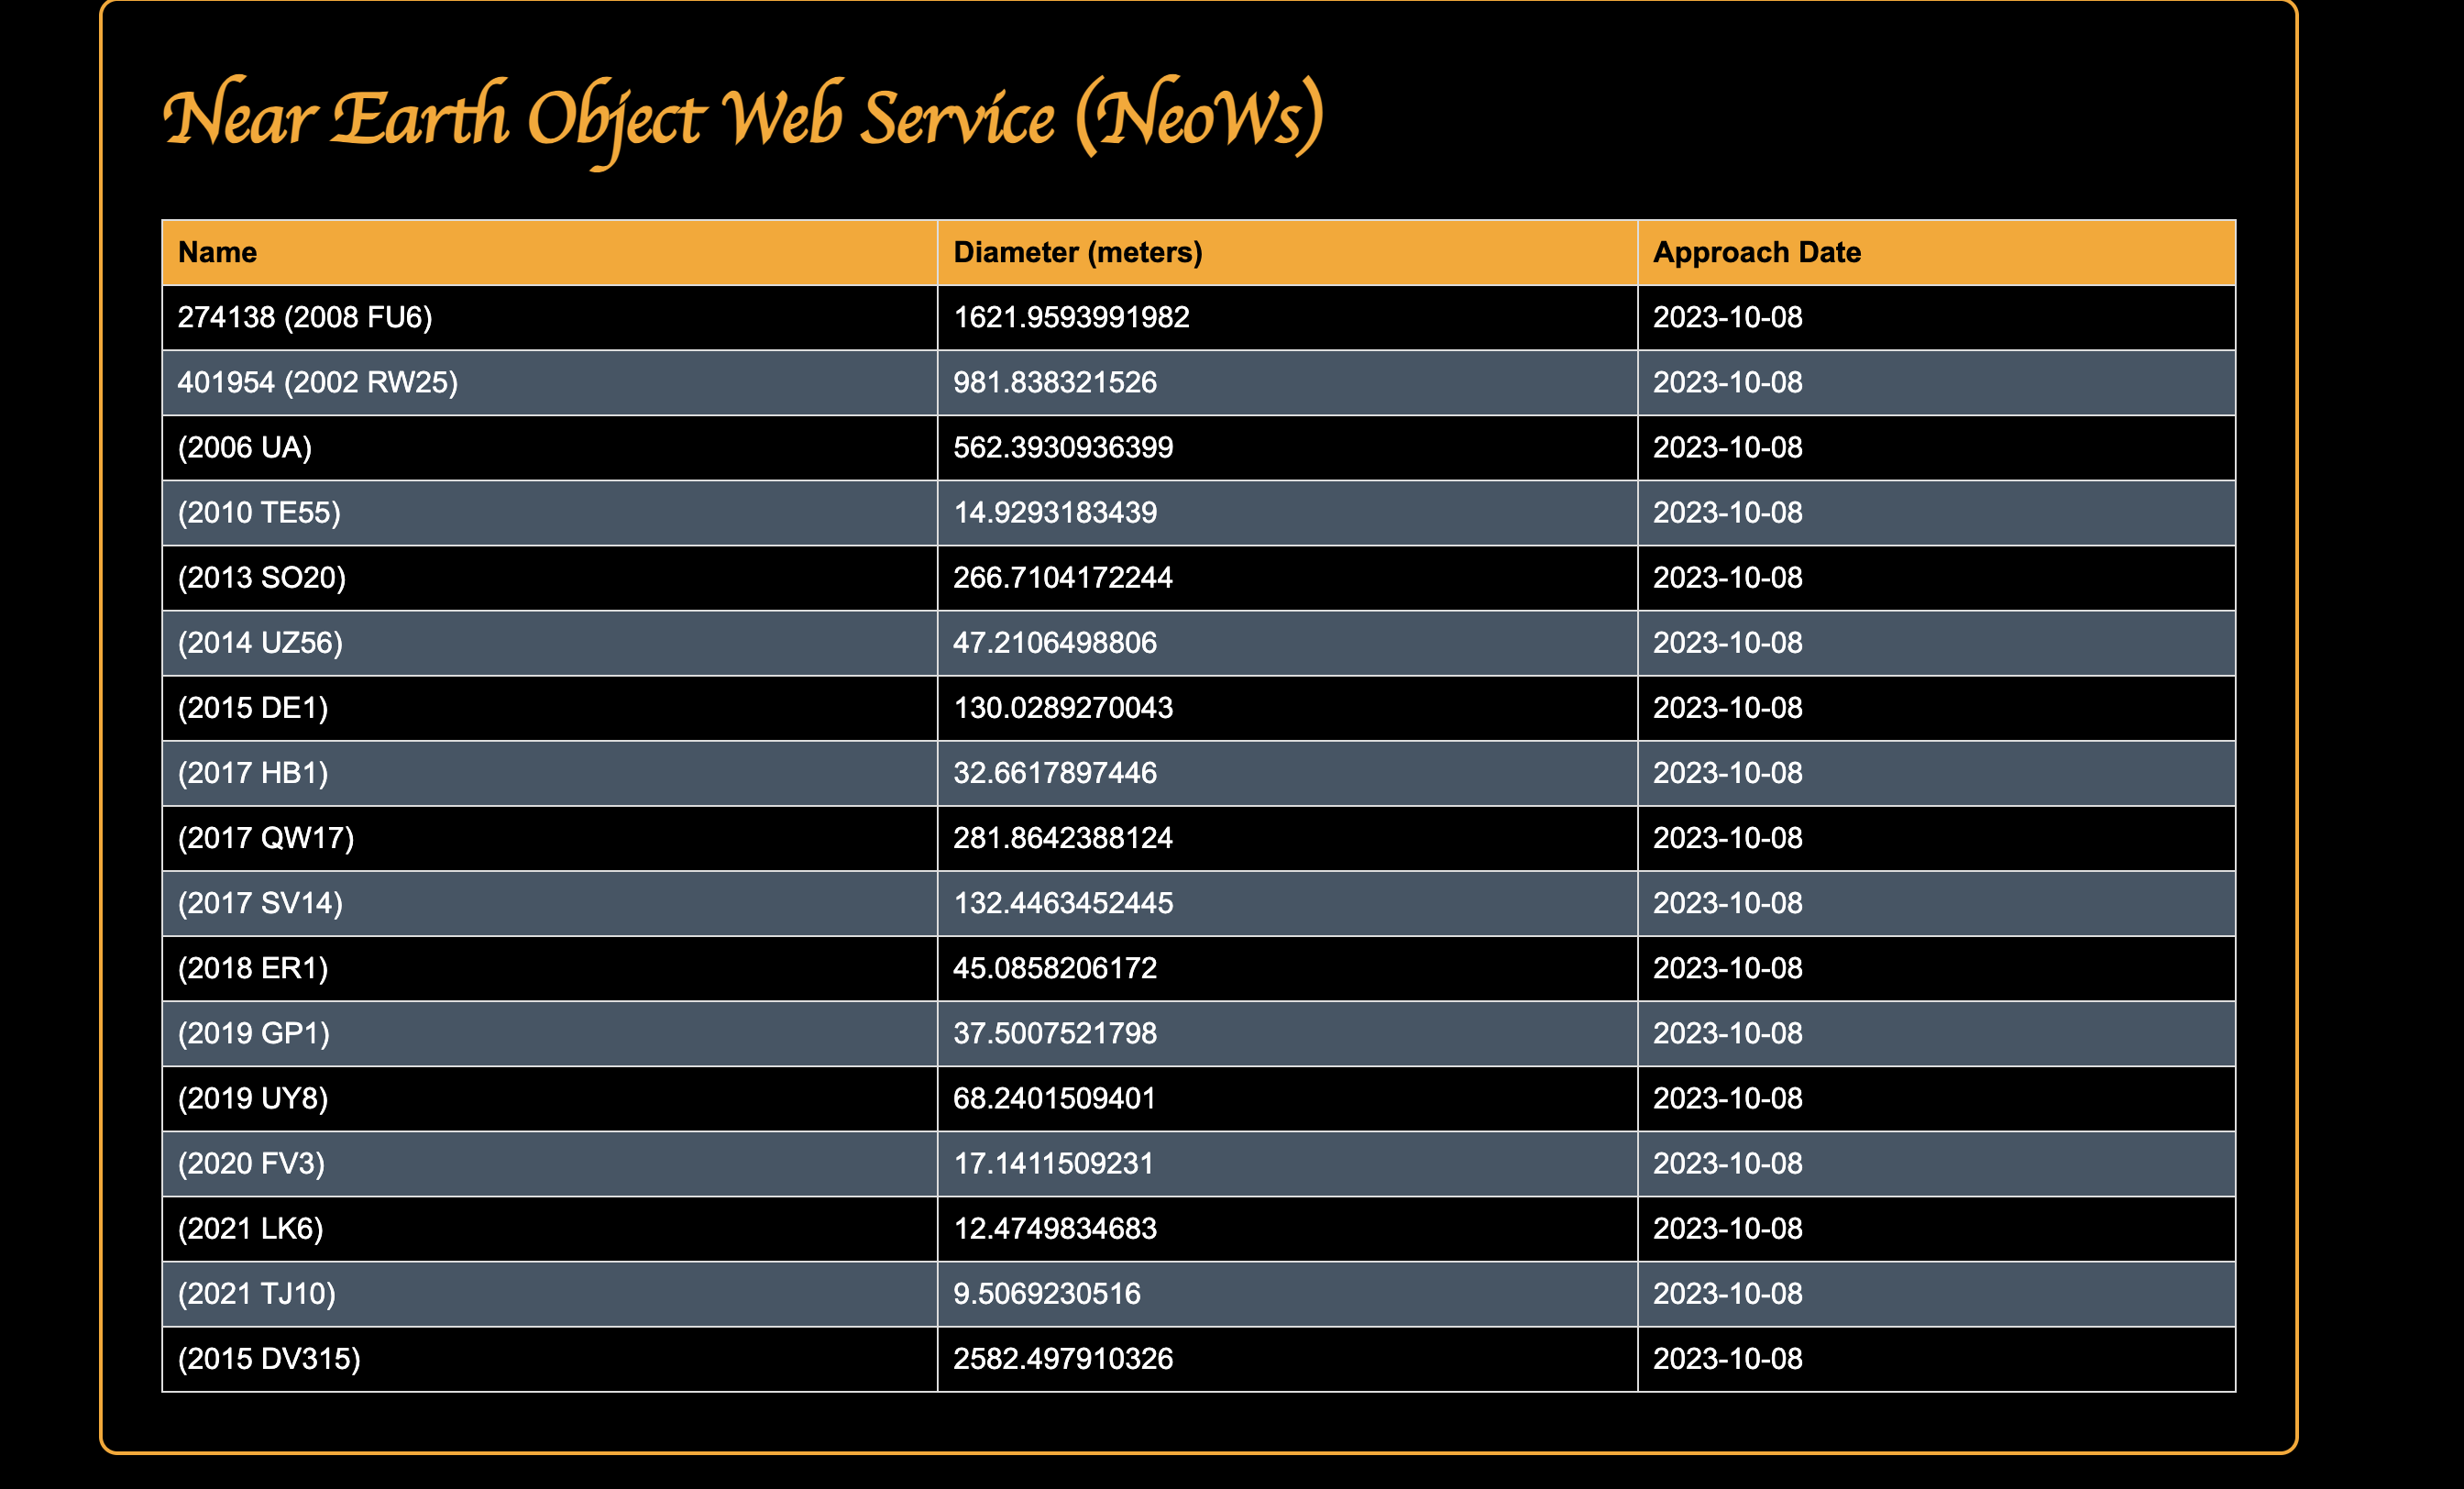 Near Earth Object Web Service (NeoWs)
Name Diameter (meters) Approach Date
274138 (2008 FU6) 1621.9593991982 2023-10-08
401954 (2002 RW25) 981.838321526 2023-10-08
(2006 UA) 562.3930936399 2023-10-08
(2010 TE55) 14.9293183439 2023-10-08
(2013 SO20) 266.7104172244 2023-10-08
(2014 UZ56) 47.2106498806 2023-10-08
(2015 DE1) 130.0289270043 2023-10-08
(2017 HB1) 32.6617897446 2023-10-08
(2017 QW17) 281.8642388124 2023-10-08
(2017 SV14) 132.4463452445 2023-10-08
(2018 ER1) 45.0858206172 2023-10-08
(2019 GP1) 37.5007521798 2023-10-08
(2019 UY8) 68.2401509401 2023-10-08
(2020 FV3) 17.1411509231 2023-10-08
(2021 LK6) 12.4749834683 2023-10-08
(2021 TJ10) 9.5069230516 2023-10-08
(2015 DV315) 2582.497910326 2023-10-08